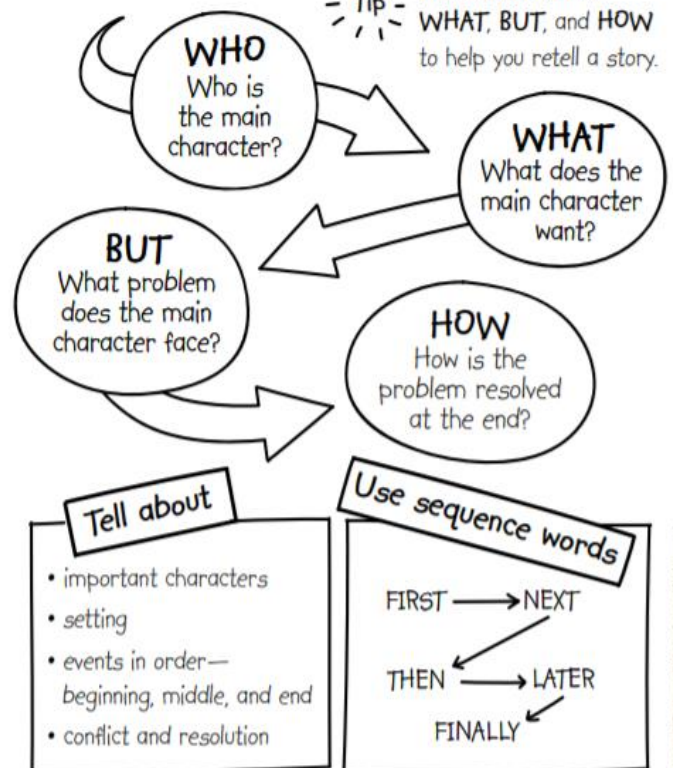 Tip
WHAT, BUT, and HOW
to help you retell a story.
WHO
Who is
the main
character?
WHAT
What does the
main character
want?
BUT
What problem
does the main
character face?
HOW
How is the
problem resolved
at the end?
Tell about
• important characters
• setting
• events in order—
beginning, middle, and end
• conflict and resolution
Use sequence words
FIRST → NEXT
THEN → LATER
FINALLY